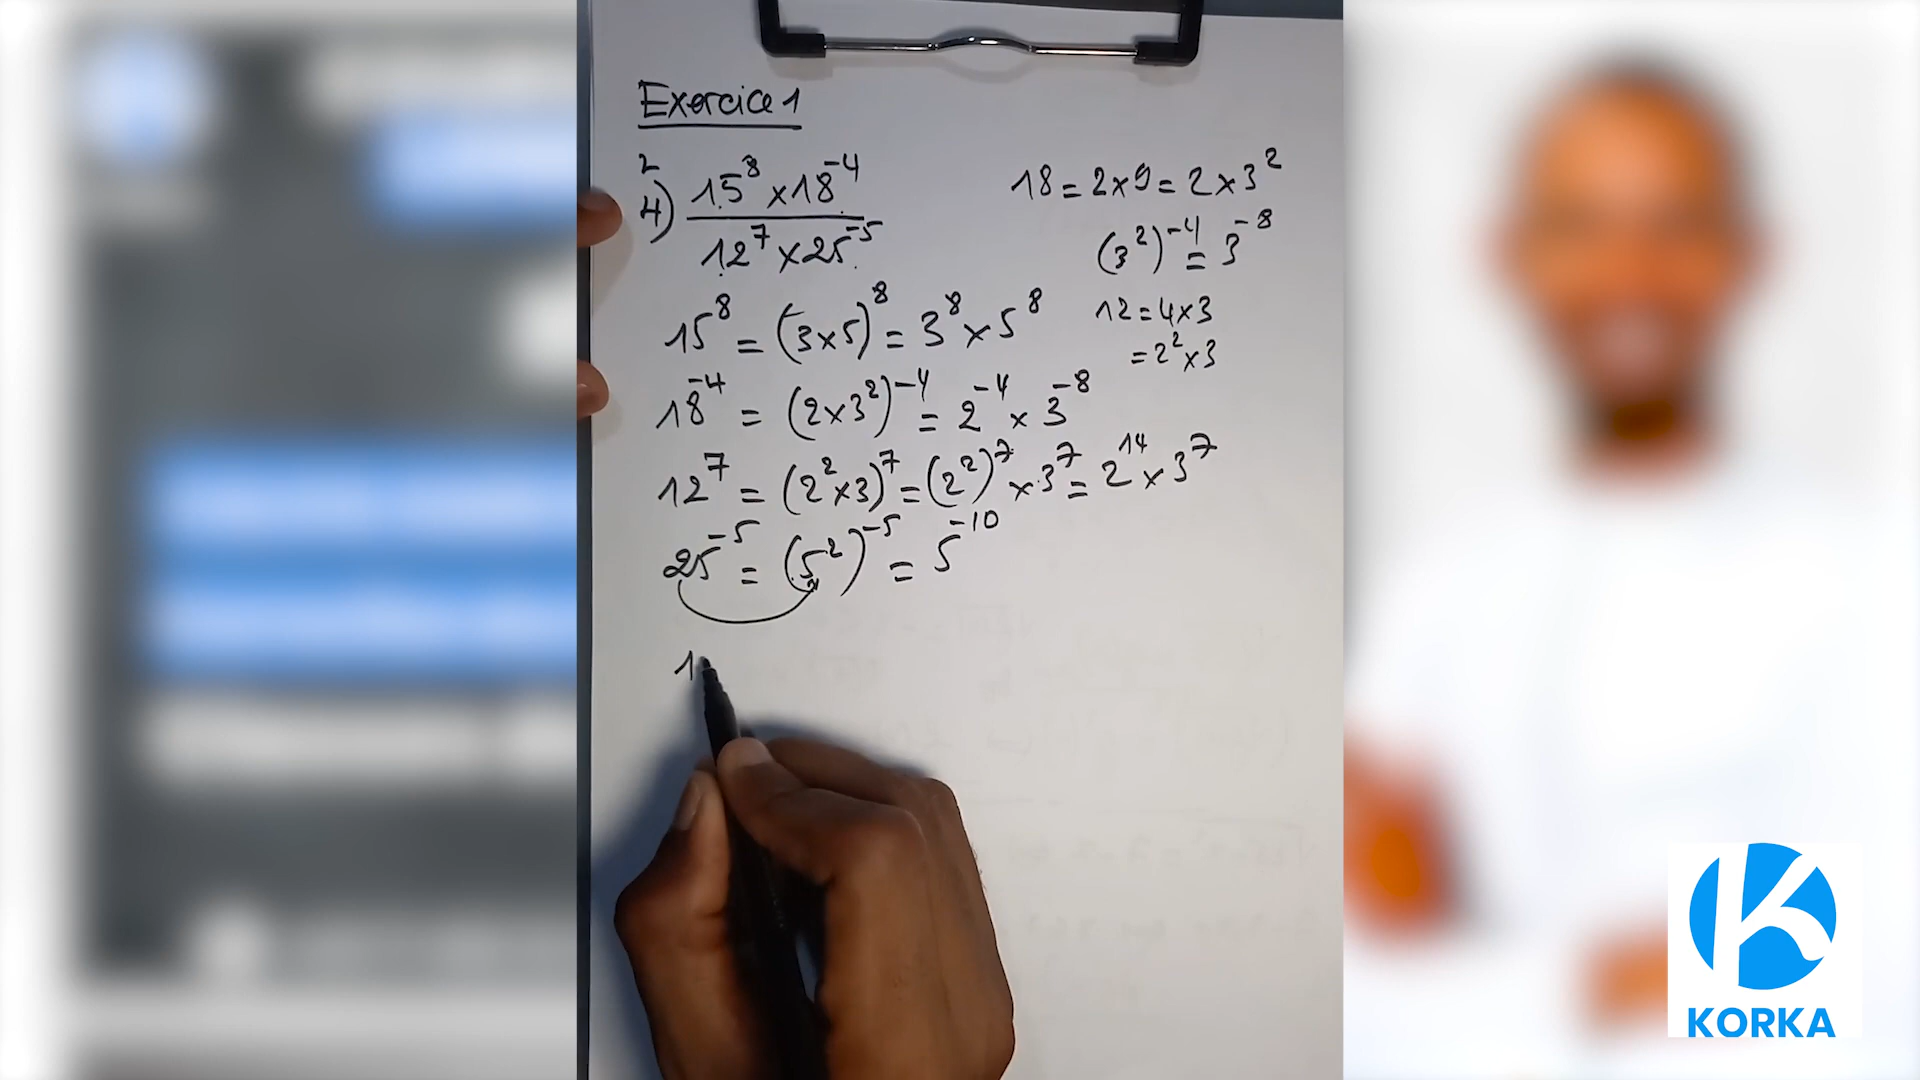 Exercice 1
2
4) 15^8 × 18^-4 / 12^7 × 25^-5
18 = 2×9 = 2×3^2
(3^2)^-4 = 3^-8
12 = 4×3
= 2^2×3
15^8 = (3×5)^8 = 3^8 × 5^8
18^-4 = (2×3^2)^-4 = 2^-4 × 3^-8
12^7 = (2^2×3)^7 = (2^2)^7 × 3^7 = 2^14 × 3^7
25^-5 = (5^2)^-5 = 5^-10
1
KORKA